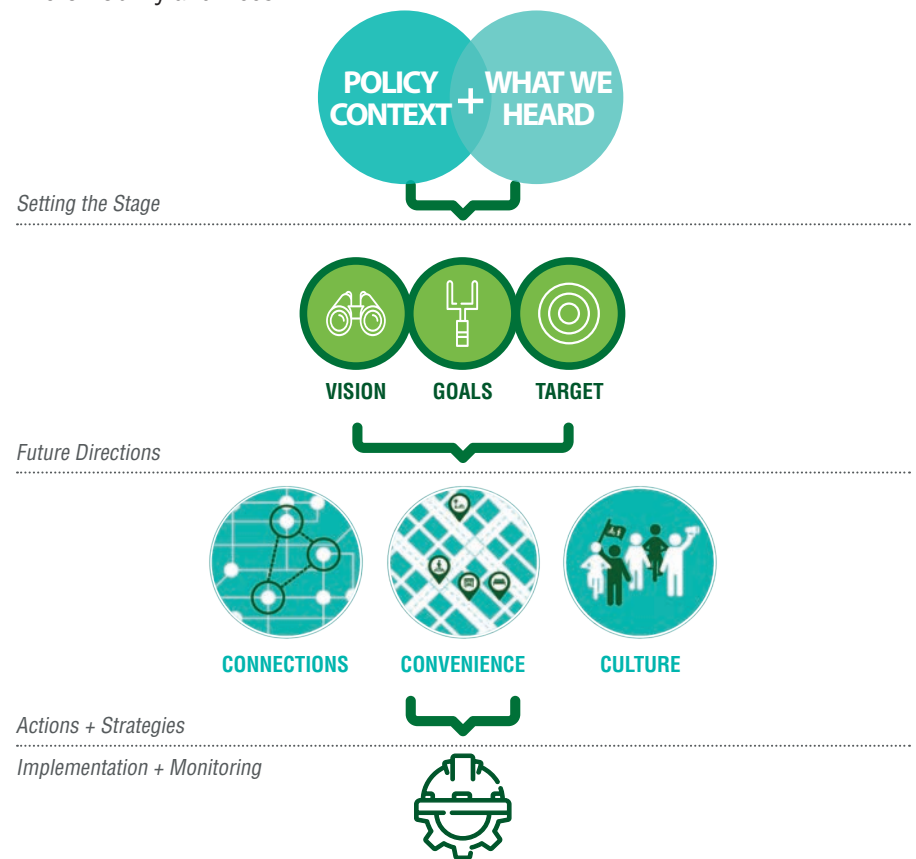 POLICY
CONTEXT
+
WHAT WE
HEARD
Setting the Stage
VISION GOALS TARGET
Future Directions
CONNECTIONS CONVENIENCE CULTURE
Actions + Strategies
Implementation + Monitoring